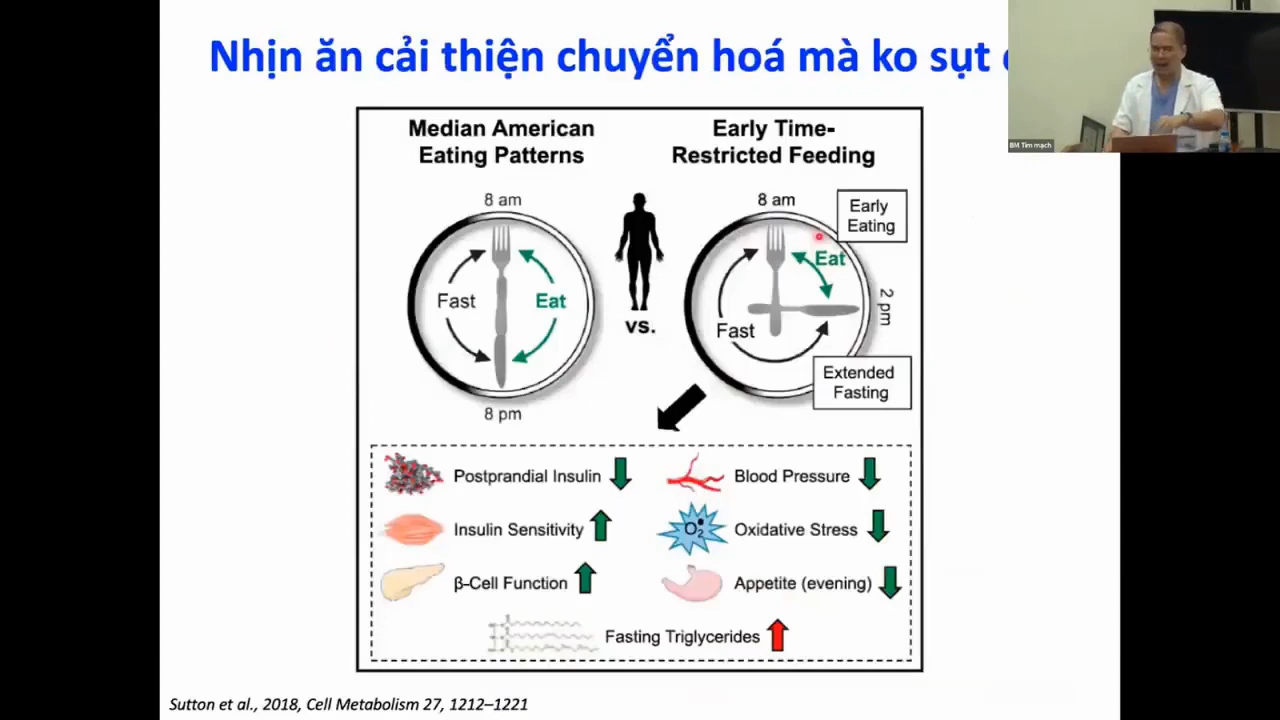 Nhịn ăn cải thiện chuyển hoá mà ko sụt
BM Tim mạch
Median American
Eating Patterns
Early Time-
Restricted Feeding
8 am
Fast
Eat
8 pm
vs.
8 am
Early
Eating
Eat
2 pm
Fast
Extended
Fasting
Postprandial Insulin
Blood Pressure
Insulin Sensitivity
O2
Oxidative Stress
β-Cell Function
Appetite (evening)
Fasting Triglycerides
Sutton et al., 2018, Cell Metabolism 27, 1212–1221